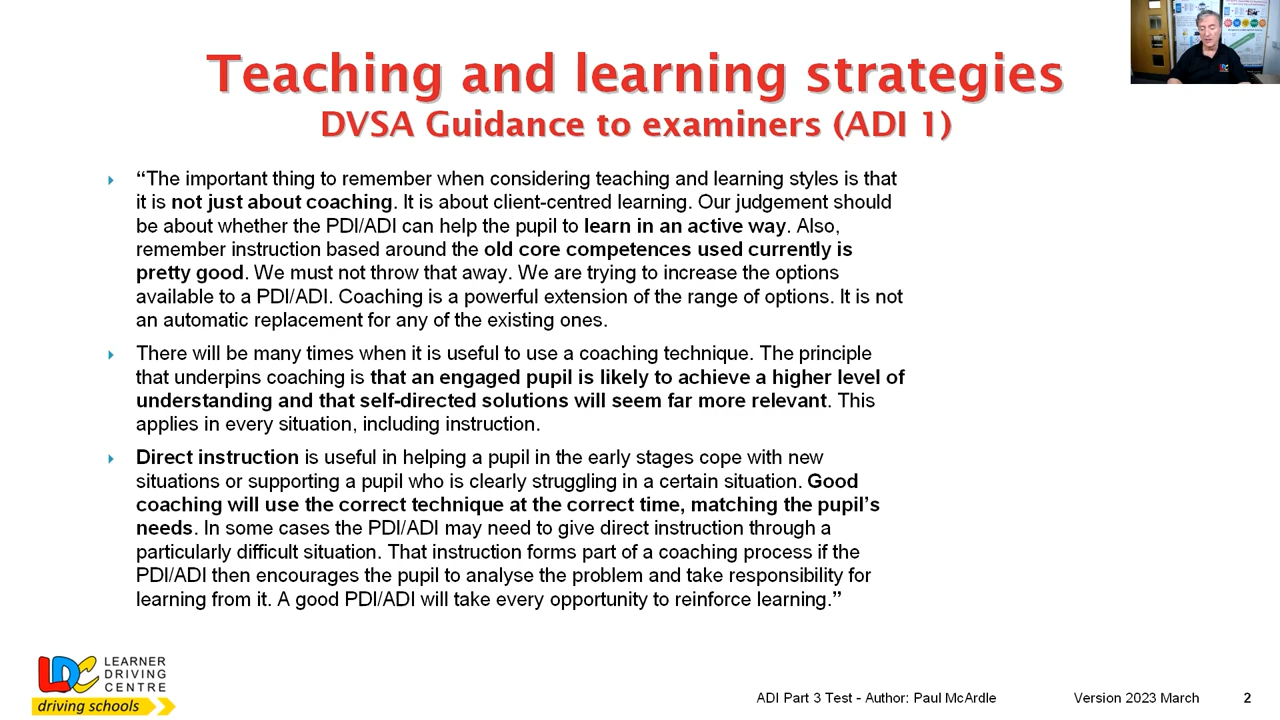 Teaching and learning strategies
DVSA Guidance to examiners (ADI 1)
“The important thing to remember when considering teaching and learning styles is that
it is not just about coaching. It is about client-centred learning. Our judgement should
be about whether the PDI/ADI can help the pupil to learn in an active way. Also,
remember instruction based around the old core competences used currently is
pretty good. We must not throw that away. We are trying to increase the options
available to a PDI/ADI. Coaching is a powerful extension of the range of options. It is not
an automatic replacement for any of the existing ones.
There will be many times when it is useful to use a coaching technique. The principle
that underpins coaching is that an engaged pupil is likely to achieve a higher level of
understanding and that self-directed solutions will seem far more relevant. This
applies in every situation, including instruction.
Direct instruction is useful in helping a pupil in the early stages cope with new
situations or supporting a pupil who is clearly struggling in a certain situation. Good
coaching will use the correct technique at the correct time, matching the pupil’s
needs. In some cases the PDI/ADI may need to give direct instruction through a
particularly difficult situation. That instruction forms part of a coaching process if the
PDI/ADI then encourages the pupil to analyse the problem and take responsibility for
learning from it. A good PDI/ADI will take every opportunity to reinforce learning.”
LDC LEARNER
DRIVING
CENTRE
driving schools
ADI Part 3 Test - Author: Paul McArdle
Version 2023 March
2